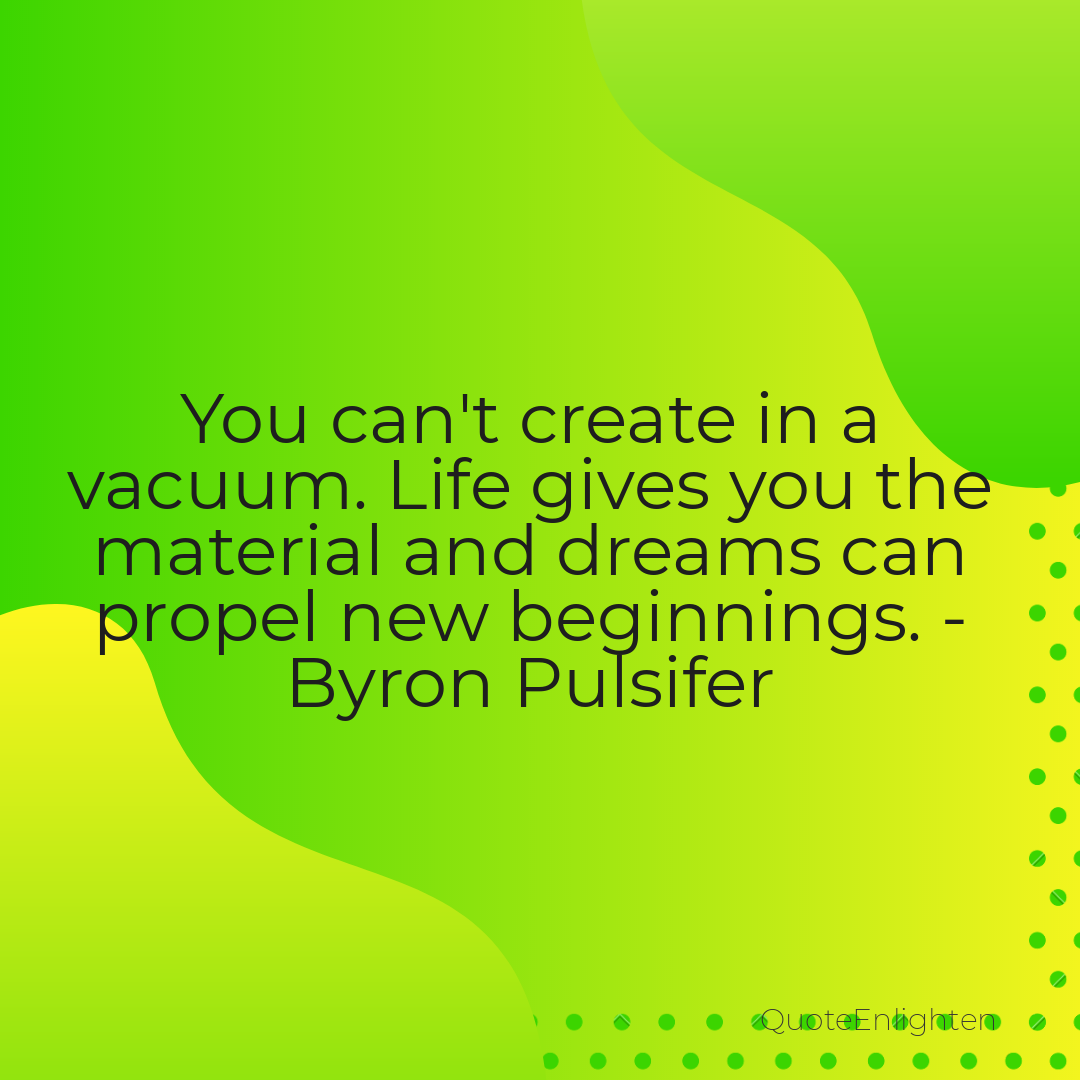 You can't create in a
vacuum. Life gives you the
material and dreams can
propel new beginnings. -
Byron Pulsifer
QuoteEnlighten